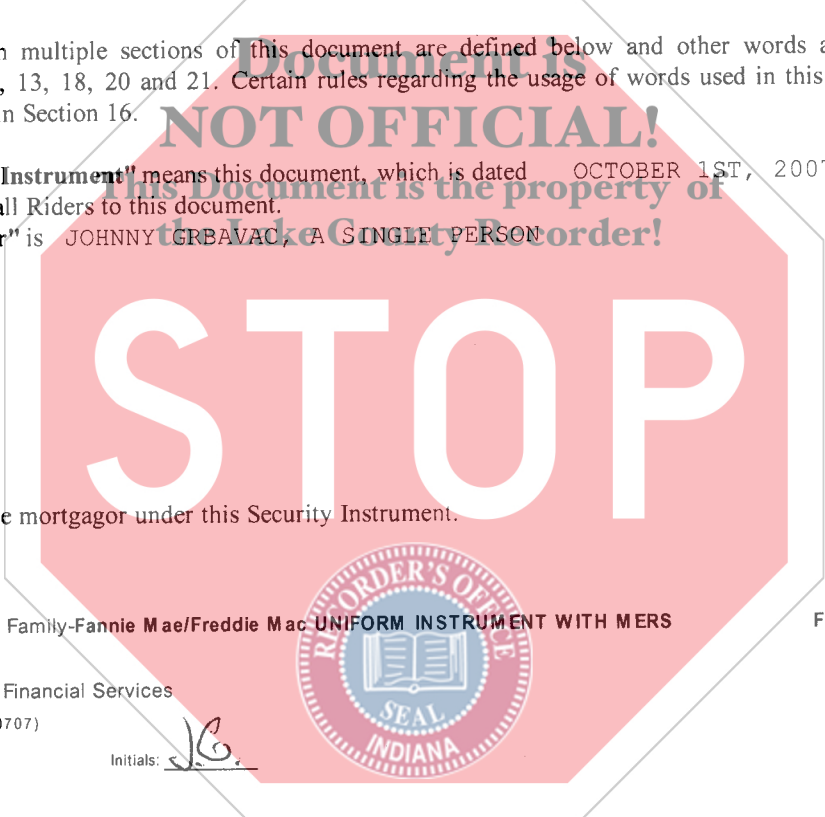 Document is
multiple sections of this document are defined below and other words a
, 13, 18, 20 and 21. Certain rules regarding the usage of words used in this
n Section 16.
NOT OFFICIAL!
Instrument" means this document, which is dated OCTOBER 1ST, 2007
This Document is the property of
all Riders to this document.
r" is JOHNNY GRBAVAC, A SINGLE PERSON
the Lake County Recorder!
STOP
e mortgagor under this Security Instrument.
RECORDER'S OFFICE
Family-Fannie Mae/Freddie Mac UNIFORM INSTRUMENT WITH MERS F
Financial Services
0707)
SEAL
INDIANA
Initials: J.G.